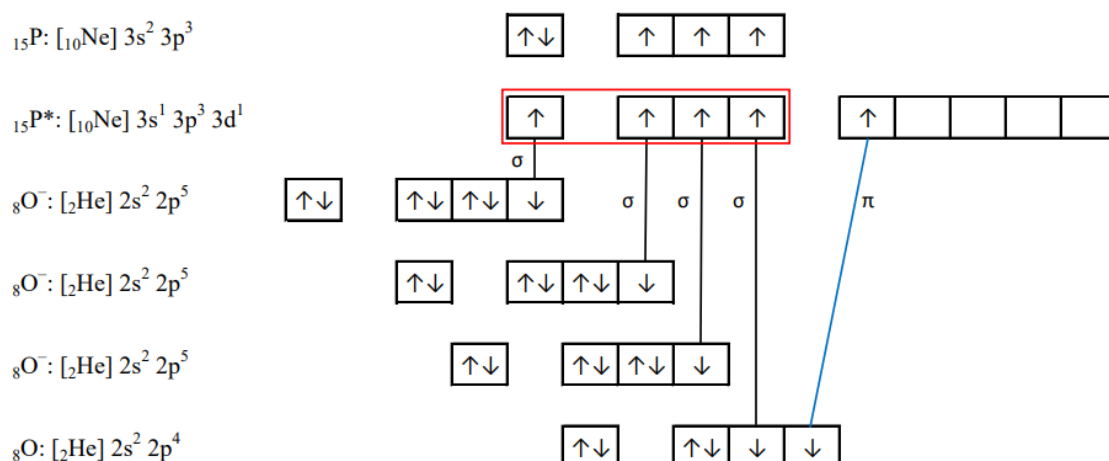 ₁₅P: [₁₀Ne] 3s² 3p³ ↑↓ ↑ ↑ ↑
₁₅P*: [₁₀Ne] 3s¹ 3p³ 3d¹ ↑ ↑ ↑ ↑ ↑
σ
₈O⁻: [₂He] 2s² 2p⁵ ↑↓ ↑↓ ↑↓ ↓ σ σ σ π
₈O⁻: [₂He] 2s² 2p⁵ ↑↓ ↑↓ ↑↓ ↓
₈O⁻: [₂He] 2s² 2p⁵ ↑↓ ↑↓ ↑↓ ↓
₈O: [₂He] 2s² 2p⁴ ↑↓ ↑↓ ↓ ↓